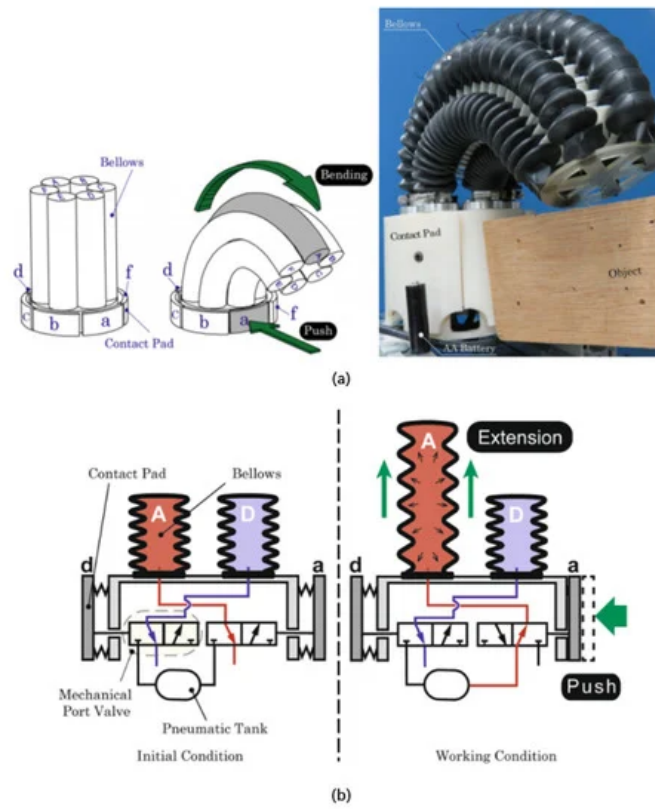 Bellows
d
f
C
b
a
Contact Pad
Bending
d
f
C
b
a
Push
Bellows
Contact Pad
Object
AA Battery
(a)
Contact Pad
Bellows
A
D
d
a
Mechanical
Port Valve
Pneumatic Tank
Initial Condition
A
Extension
D
d
a
Push
Working Condition
(b)